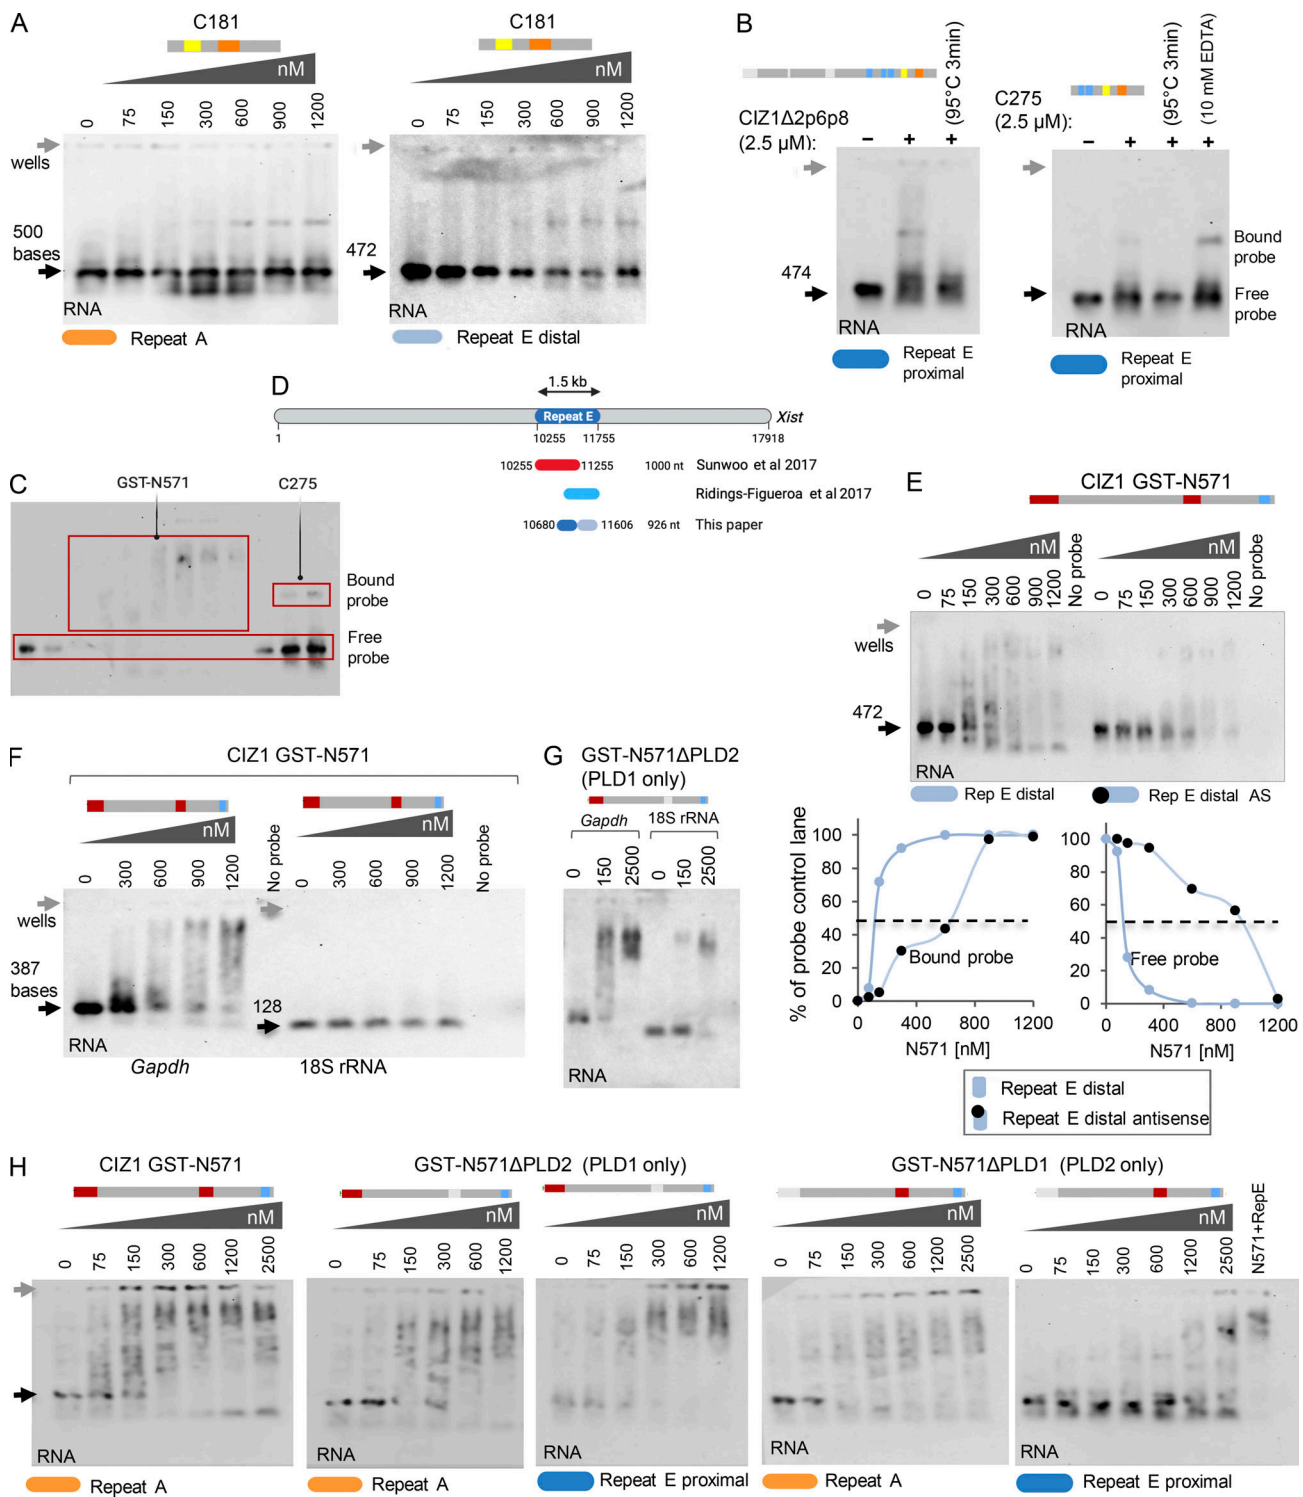 A
C181
nM
0 75 150 300 600 900 1200
wells
500
bases
RNA
Repeat A
C181
nM
0 75 150 300 600 900 1200
472
RNA
Repeat E distal
B
CIZ1Δ2p6p8
(2.5 µM):
(95°C 3min)
− + +
474
RNA
Repeat E
proximal
C275
(2.5 µM):
(95°C 3min)
(10 mM EDTA)
− + + +
Bound
probe
Free
probe
RNA
Repeat E
proximal
C
GST-N571
C275
Bound
probe
Free
probe
D
1.5 kb
Repeat E
Xist
1 10255 11755 17918
10255 11255 1000 nt Sunwoo et al 2017
Ridings-Figueroa et al 2017
10680 11606 926 nt This paper
E
CIZ1 GST-N571
nM nM
0 75 150 300 600 900 1200 No probe 0 75 150 300 600 900 1200 No probe
wells
472
RNA
Rep E distal
Rep E distal AS
% of probe control lane
100
80
60
40
20
0
Bound probe
0 400 800 1200
N571 [nM]
100
80
60
40
20
0
Free probe
0 400 800 1200
N571 [nM]
Repeat E distal
Repeat E distal antisense
F
CIZ1 GST-N571
nM nM
0 300 600 900 1200 No probe 0 300 600 900 1200 No probe
wells
387
bases
128
RNA
Gapdh
18S rRNA
G
GST-N571ΔPLD2
(PLD1 only)
Gapdh 18S rRNA
0 150 2500 0 150 2500
RNA
H
CIZ1 GST-N571
nM
0 75 150 300 600 1200 2500
RNA
Repeat A
GST-N571ΔPLD2 (PLD1 only)
nM
0 75 150 300 600 1200 0 75 150 300 600 1200
RNA
Repeat A
RNA
Repeat E proximal
GST-N571ΔPLD1 (PLD2 only)
nM nM
0 75 150 300 600 1200 2500 0 75 150 300 600 1200 2500 N571+RepE
RNA
Repeat A
RNA
Repeat E proximal